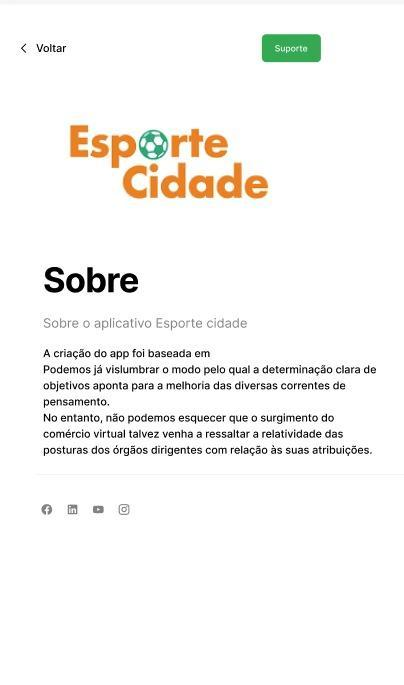 Voltar
Suporte
Esporte
Cidade
Sobre
Sobre o aplicativo Esporte cidade
A criação do app foi baseada em
Podemos já vislumbrar o modo pelo qual a determinação clara de
objetivos aponta para a melhoria das diversas correntes de
pensamento.
No entanto, não podemos esquecer que o surgimento do
comércio virtual talvez venha a ressaltar a relatividade das
posturas dos órgãos dirigentes com relação às suas atribuições.